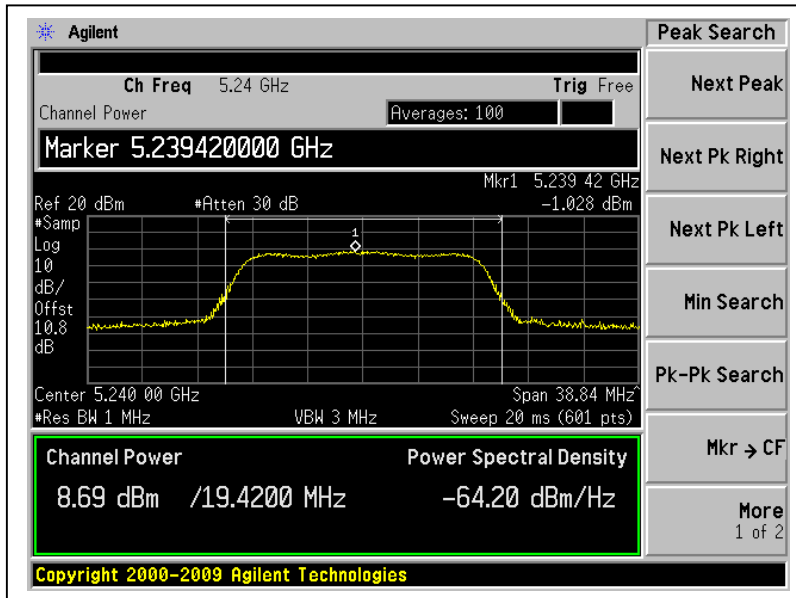 Agilent
Peak Search
Ch Freq 5.24 GHz Trig Free
Channel Power Averages: 100
Marker 5.239420000 GHz
Mkr1 5.239 42 GHz
Ref 20 dBm #Atten 30 dB -1.028 dBm
#Samp
Log
10
dB/
Offst
10.8
dB
1
Center 5.240 00 GHz Span 38.84 MHz^
#Res BW 1 MHz VBW 3 MHz Sweep 20 ms (601 pts)
Channel Power Power Spectral Density
8.69 dBm /19.4200 MHz -64.20 dBm/Hz
Copyright 2000-2009 Agilent Technologies
Next Peak
Next Pk Right
Next Pk Left
Min Search
Pk-Pk Search
Mkr → CF
More
1 of 2